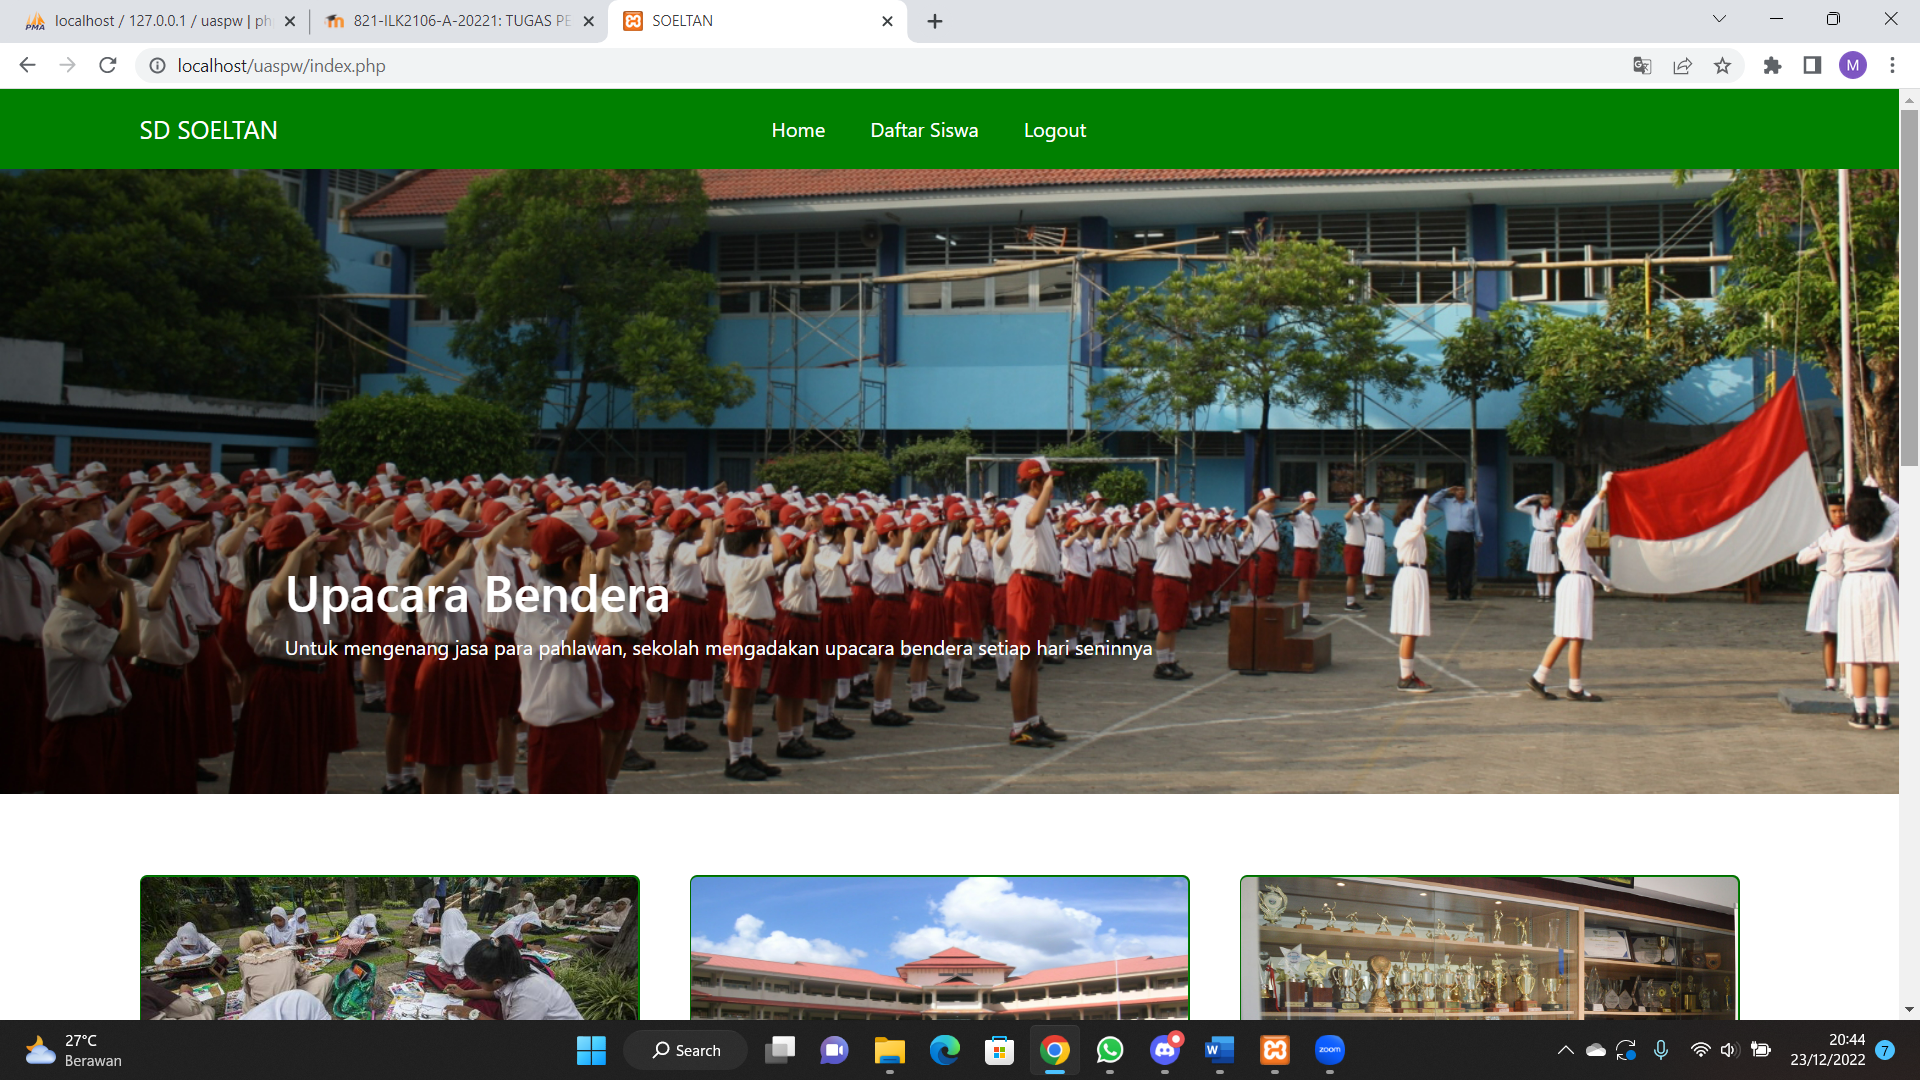 localhost / 127.0.0.1 / uaspw | ph
821-ILK2106-A-20221: TUGAS PE
SOELTAN
localhost/uaspw/index.php
M
SD SOELTAN
Home
Daftar Siswa
Logout
Upacara Bendera
Untuk mengenang jasa para pahlawan, sekolah mengadakan upacara bendera setiap hari seninnya
27°C
Berawan
Search
zoom
20:44
23/12/2022
7